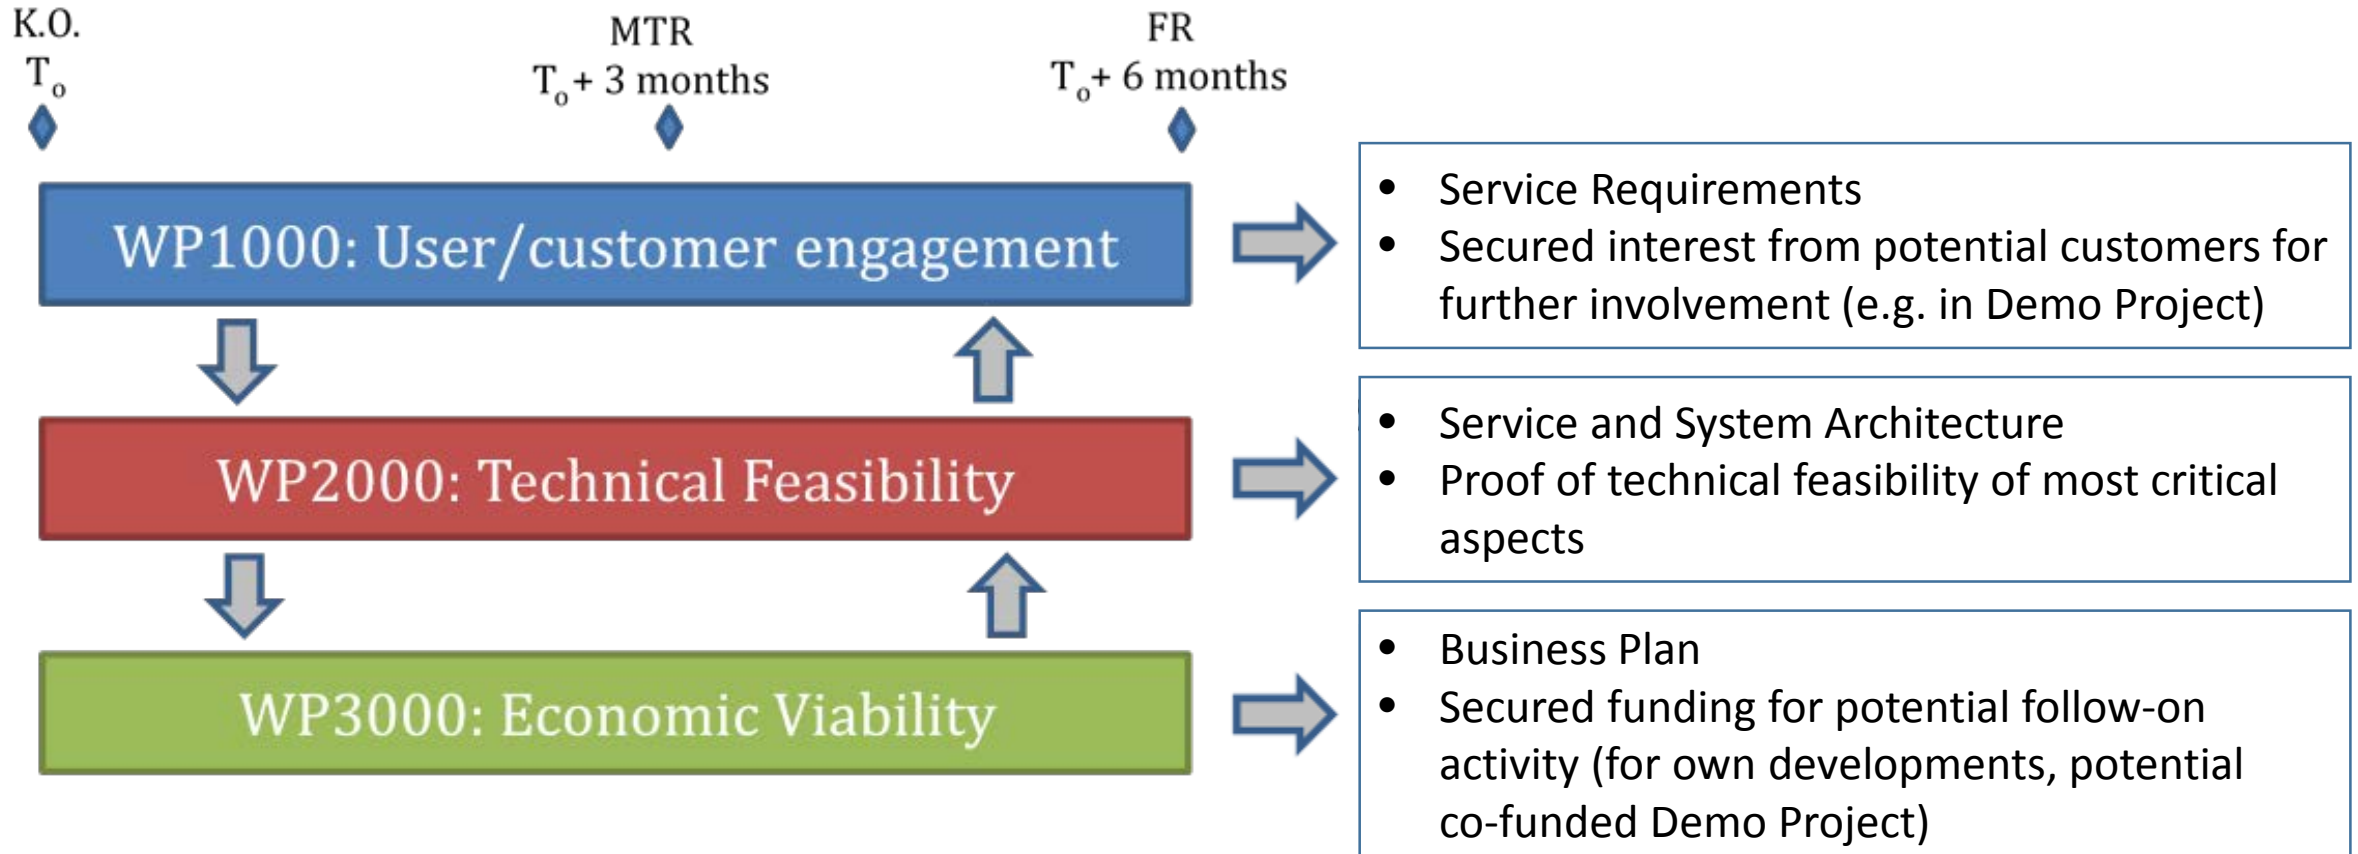 K.O.
To
MTR
To+ 3 months
FR
To+ 6 months
WP1000: User/customer engagement
• Service Requirements
• Secured interest from potential customers for
further involvement (e.g. in Demo Project)
WP2000: Technical Feasibility
• Service and System Architecture
• Proof of technical feasibility of most critical
aspects
WP3000: Economic Viability
• Business Plan
• Secured funding for potential follow-on
activity (for own developments, potential
co-funded Demo Project)